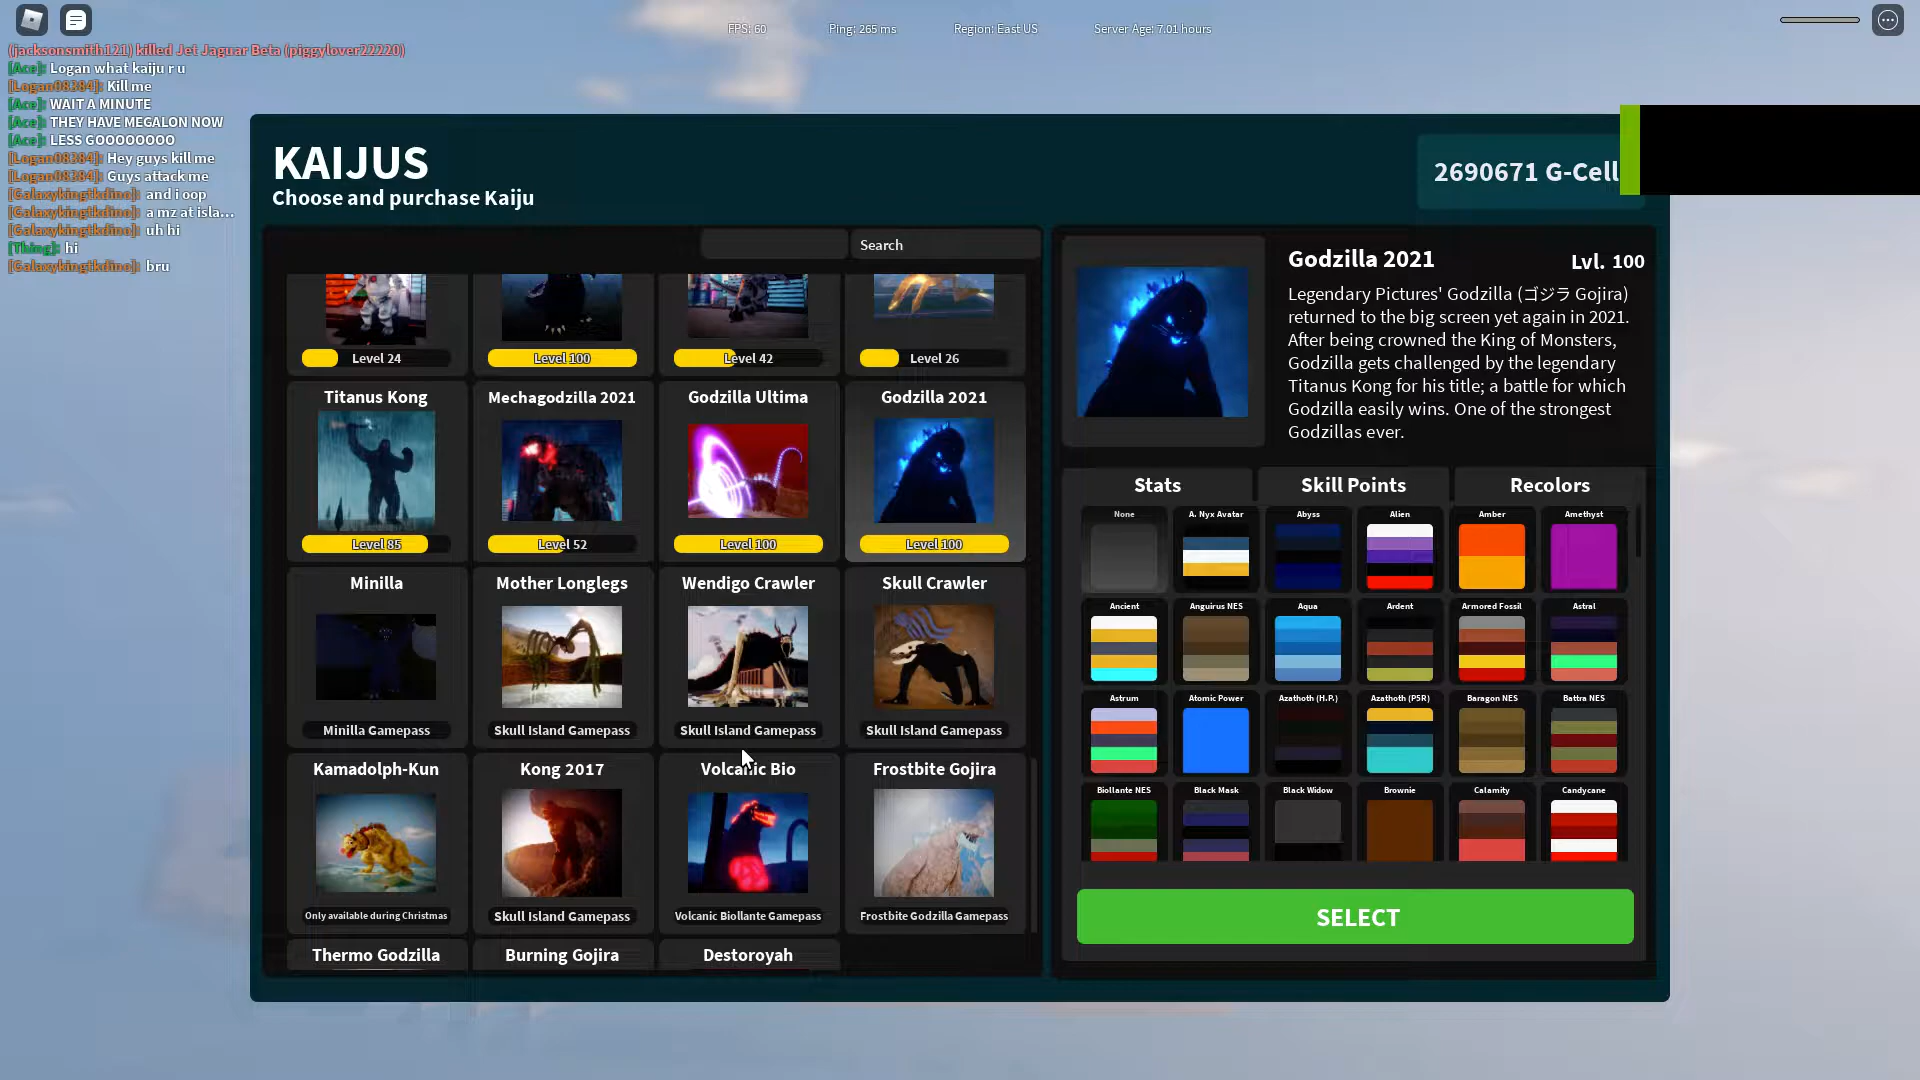 FPS: 60
Ping: 265 ms
Region: East US
Server Age: 7.01 hours
(jacksonsmith121) killed Jet Jaguar Beta (piggylover22220)
[Ace]: Logan what kaiju r u
[Logan08384]: Kill me
[Ace]: WAIT A MINUTE
[Ace]: THEY HAVE MEGALON NOW
[Ace]: LESS GOOOOOOOO
[Logan08384]: Hey guys kill me
[Logan08384]: Guys attack me
[Galaxykingtkdino]: and i oop
[Galaxykingtkdino]: a mz at isla...
[Galaxykingtkdino]: uh hi
[Thing]: hi
[Galaxykingtkdino]: bru
KAIJUS
Choose and purchase Kaiju
2690671 G-Cell
Search
Level 24
Level 100
Level 42
Level 26
Titanus Kong
Mechagodzilla 2021
Godzilla Ultima
Godzilla 2021
Level 85
Level 52
Level 100
Level 100
Minilla
Mother Longlegs
Wendigo Crawler
Skull Crawler
Minilla Gamepass
Skull Island Gamepass
Skull Island Gamepass
Skull Island Gamepass
Kamadolph-Kun
Kong 2017
Volcanic Bio
Frostbite Gojira
Only available during Christmas
Skull Island Gamepass
Volcanic Biollante Gamepass
Frostbite Godzilla Gamepass
Thermo Godzilla
Burning Gojira
Destoroyah
Godzilla 2021
Lvl. 100
Legendary Pictures' Godzilla (ゴジラ Gojira)
returned to the big screen yet again in 2021.
After being crowned the King of Monsters,
Godzilla gets challenged by the legendary
Titanus Kong for his title; a battle for which
Godzilla easily wins. One of the strongest
Godzillas ever.
Stats
Skill Points
Recolors
None
A. Nyx Avatar
Abyss
Alien
Amber
Amethyst
Ancient
Anguirus NES
Aqua
Ardent
Armored Fossil
Astral
Astrum
Atomic Power
Azathoth (H.P.)
Azathoth (P5R)
Baragon NES
Battra NES
Biollante NES
Black Mask
Black Widow
Brownie
Calamity
Candycane
SELECT